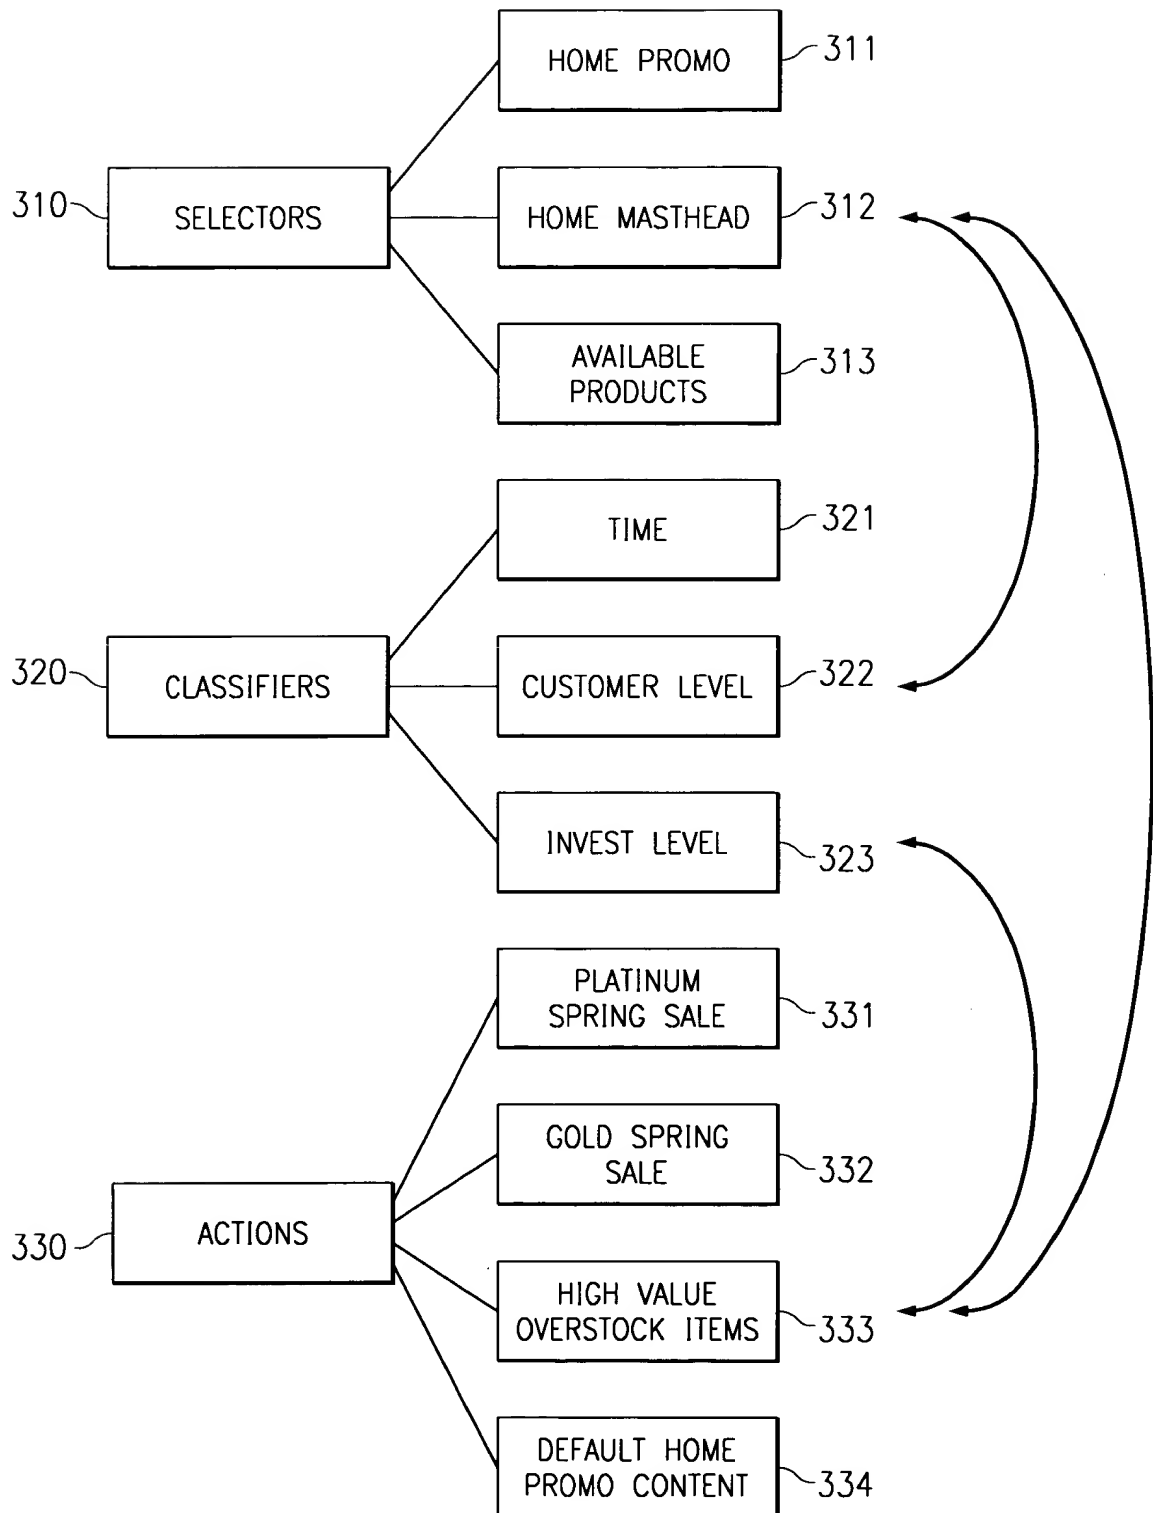 HOME PROMO
311
310
SELECTORS
HOME MASTHEAD
312
AVAILABLE
PRODUCTS
313
TIME
321
320
CLASSIFIERS
CUSTOMER LEVEL
322
INVEST LEVEL
323
PLATINUM
SPRING SALE
331
GOLD SPRING
SALE
332
330
ACTIONS
HIGH VALUE
OVERSTOCK ITEMS
333
DEFAULT HOME
PROMO CONTENT
334